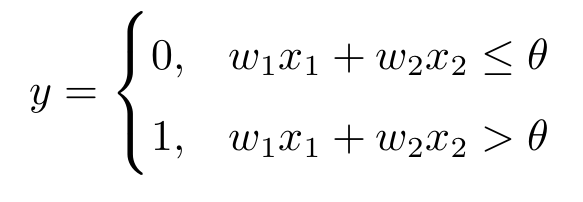 y = { 0, w₁x₁ + w₂x₂ ≤ θ
1, w₁x₁ + w₂x₂ > θ